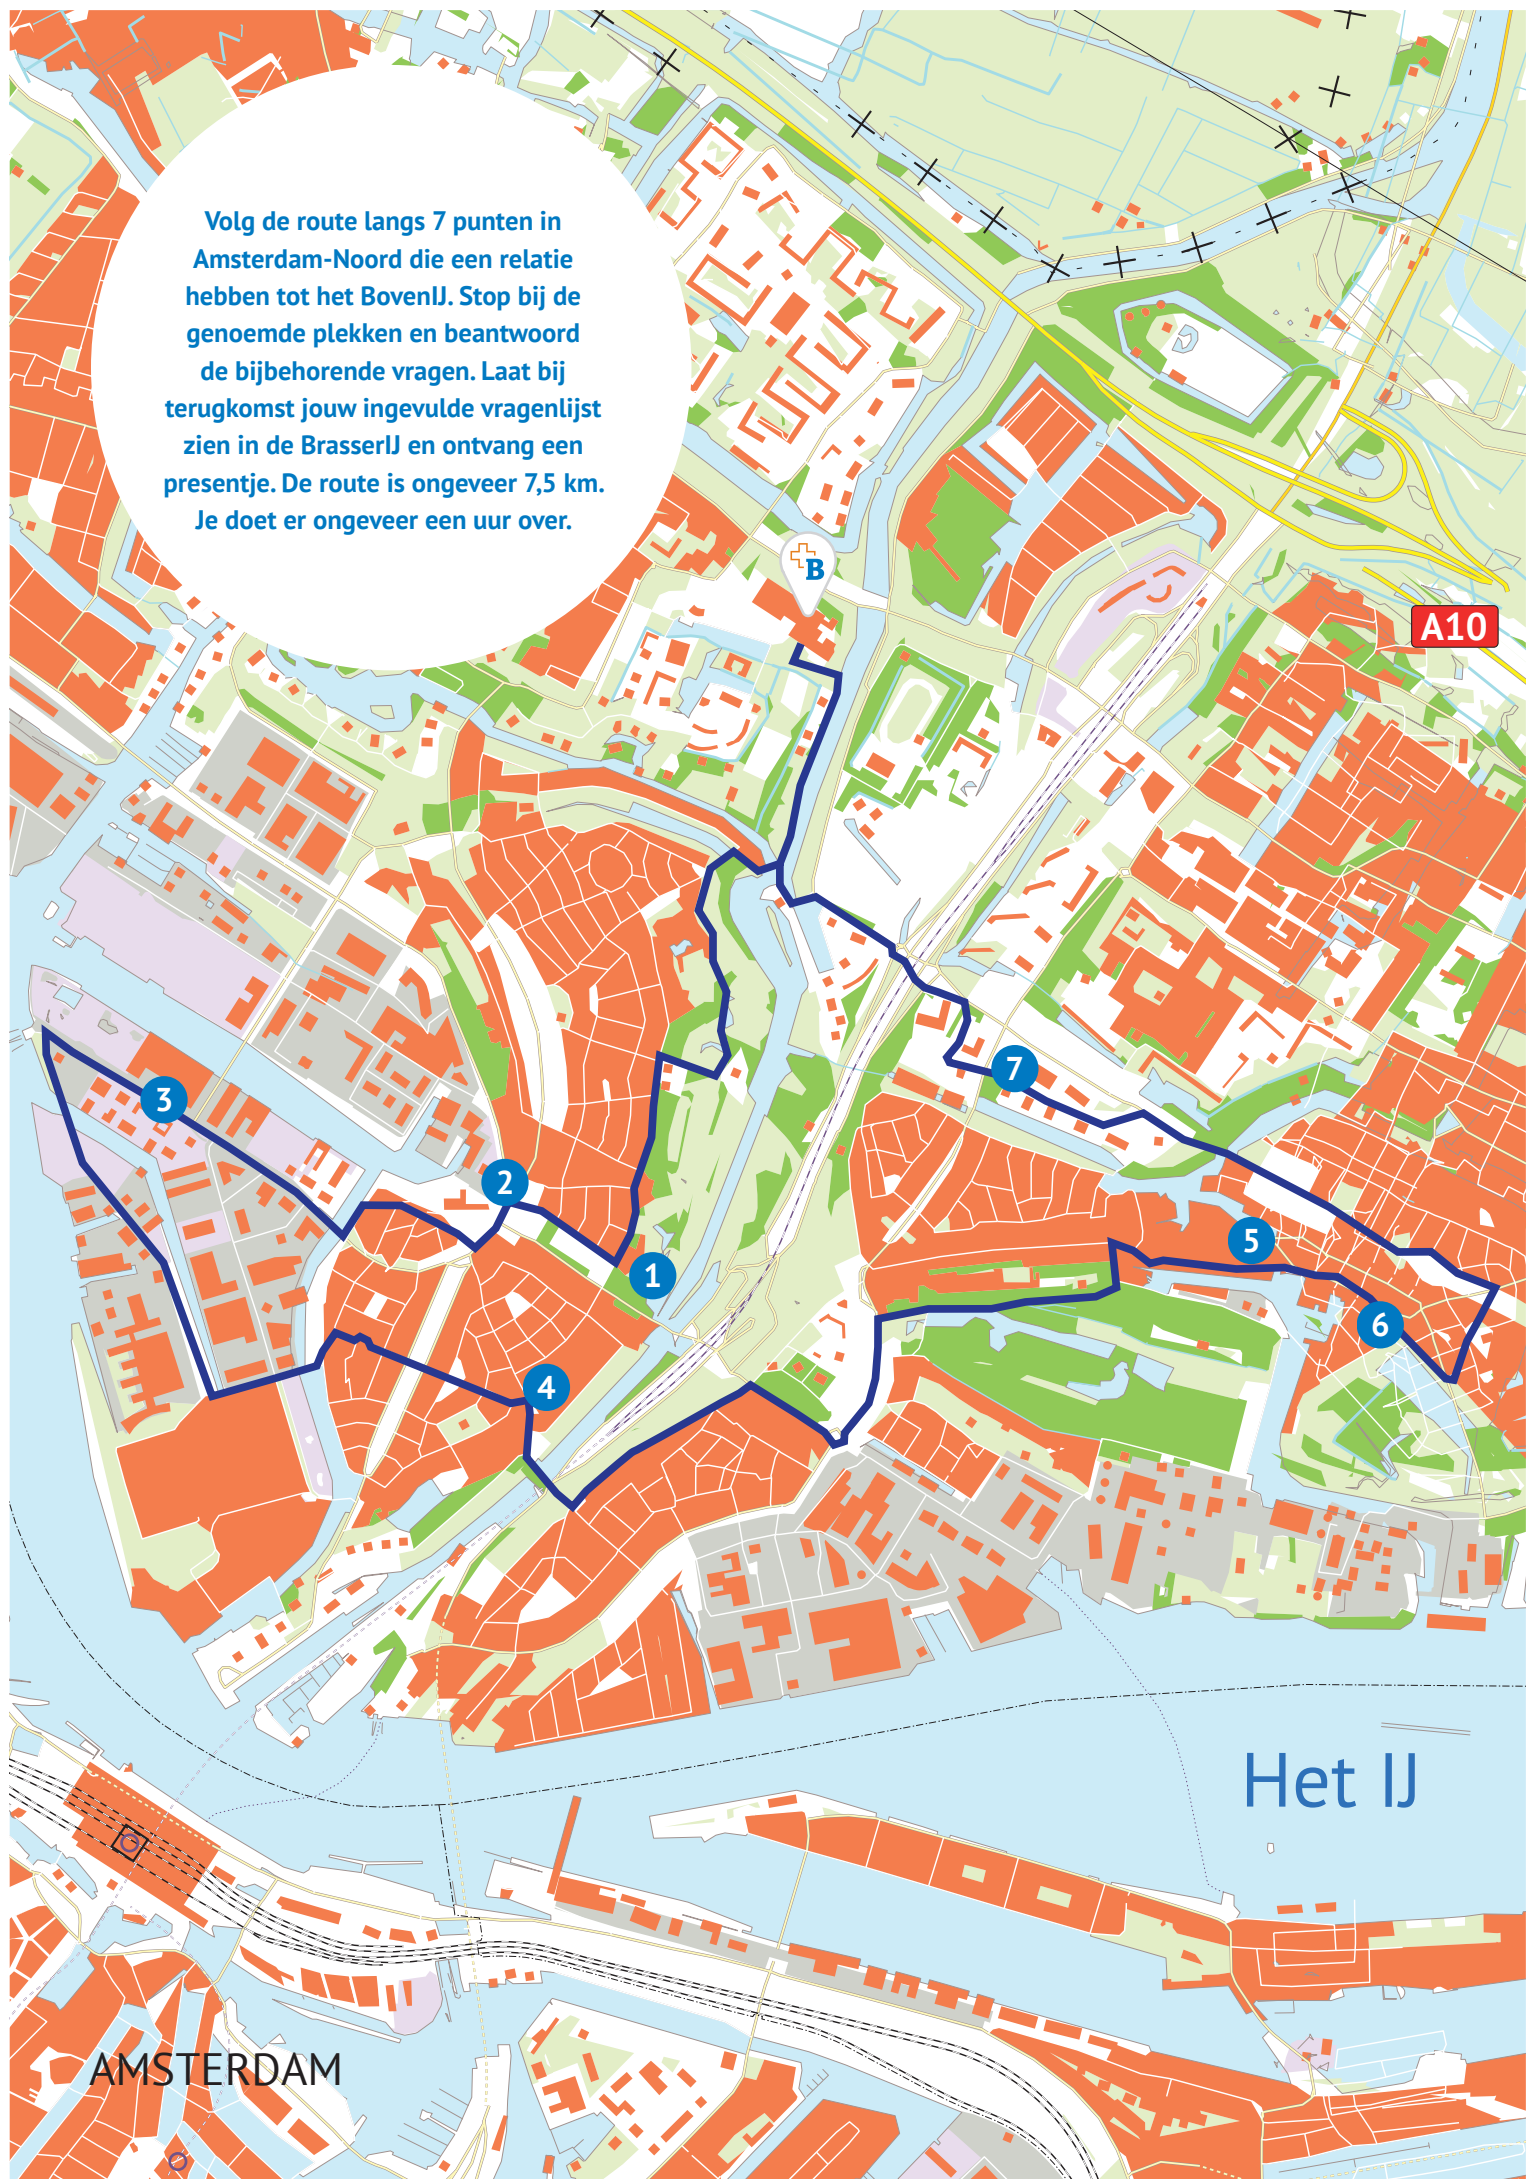 Volg de route langs 7 punten in
Amsterdam-Noord die een relatie
hebben tot het BovenIJ. Stop bij de
genoemde plekken en beantwoord
de bijbehorende vragen. Laat bij
terugkomst jouw ingevulde vragenlijst
zien in de BrasserIJ en ontvang een
presentje. De route is ongeveer 7,5 km.
Je doet er ongeveer een uur over.
B
A10
3
7
2
5
1
6
4
Het IJ
AMSTERDAM